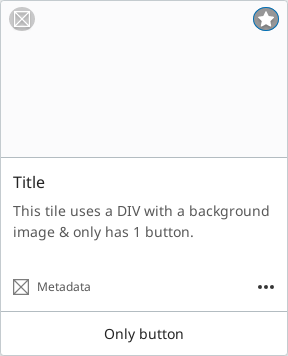 Title
This tile uses a DIV with a background
image & only has 1 button.
Metadata
Only button